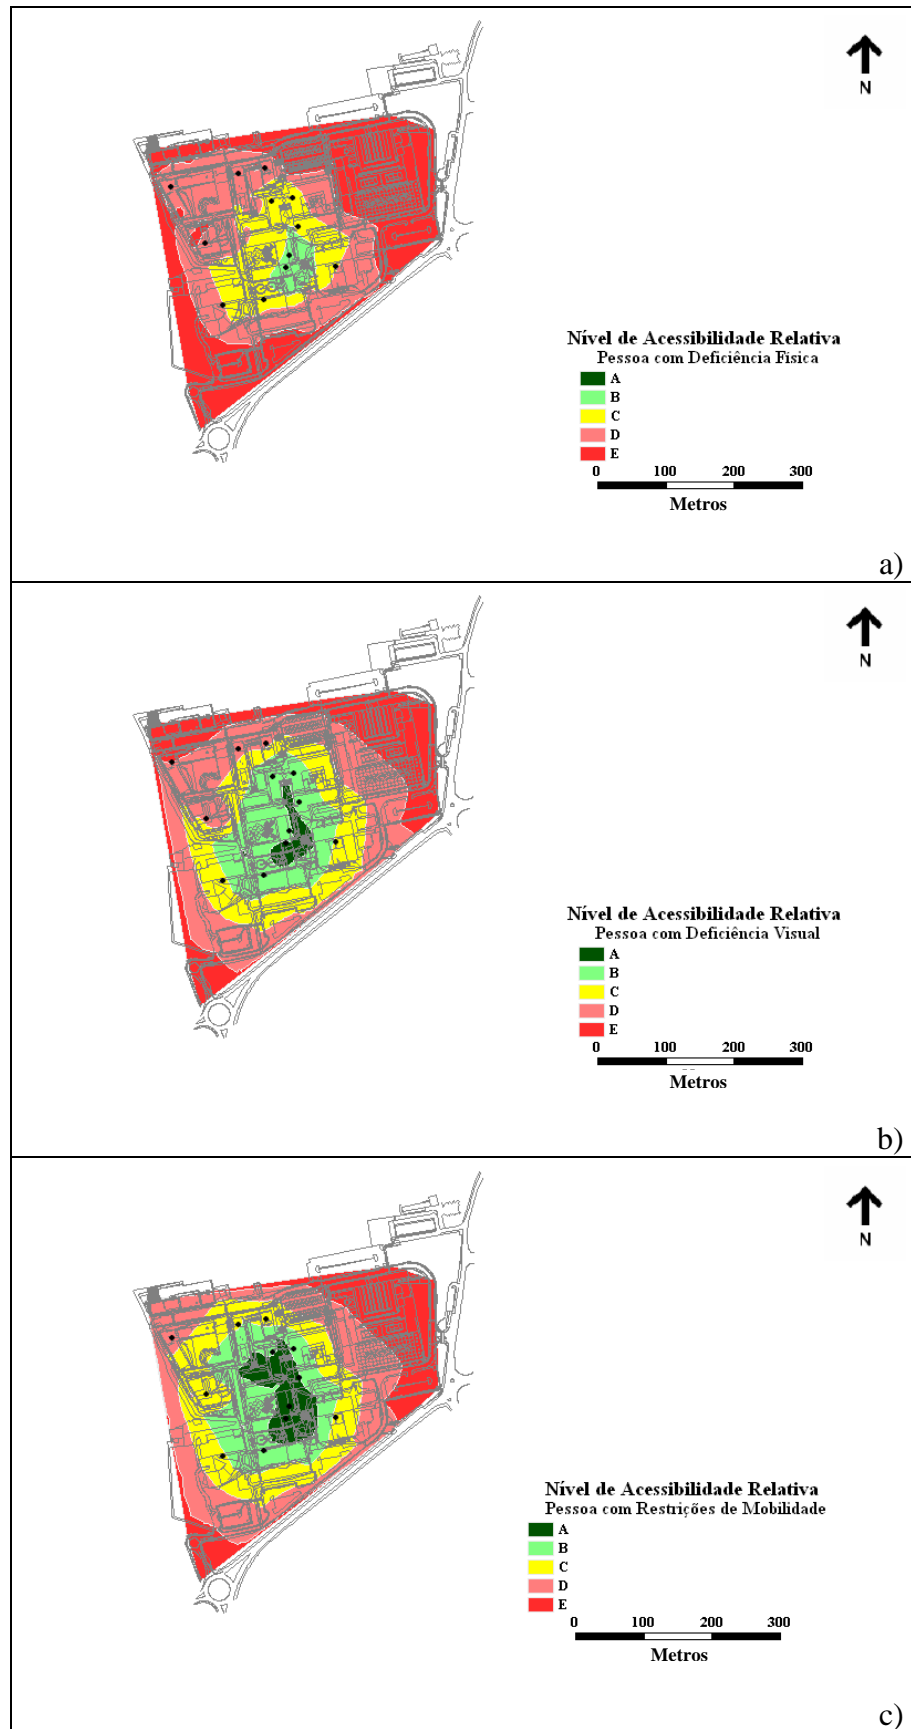 N
Nível de Acessibilidade Relativa
Pessoa com Deficiência Física
A
B
C
D
E
0 100 200 300
Metros
a)
N
Nível de Acessibilidade Relativa
Pessoa com Deficiência Visual
A
B
C
D
E
0 100 200 300
Metros
b)
N
Nível de Acessibilidade Relativa
Pessoa com Restrições de Mobilidade
A
B
C
D
E
0 100 200 300
Metros
c)